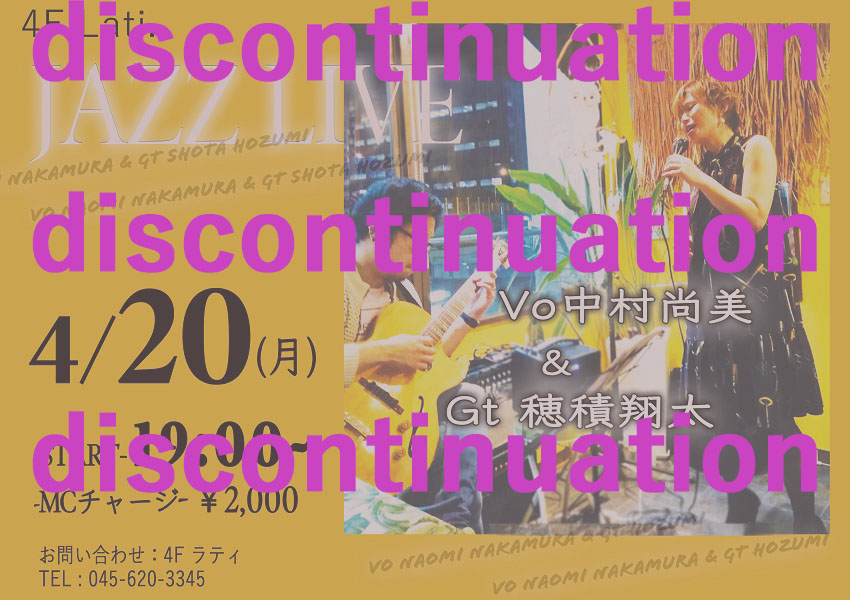 4F Lati.
discontinuation
JAZZ LIVE
NAKAMURA & GT SHOTA HOZUMI
VO NAOMI NAKAMURA & GT SHOTA HOZUMI
discontinuation
4/20(月)
Vo中村尚美
&
Gt 穂積翔太
START- 19:00~
discontinuation
-MCチャージ- ¥2,000
お問い合わせ:4F ラティ
TEL : 045-620-3345
VO NAOMI NAKAMURA & GT HOZUMI
VO NAOMI NAKAMURA & GT HOZUMI